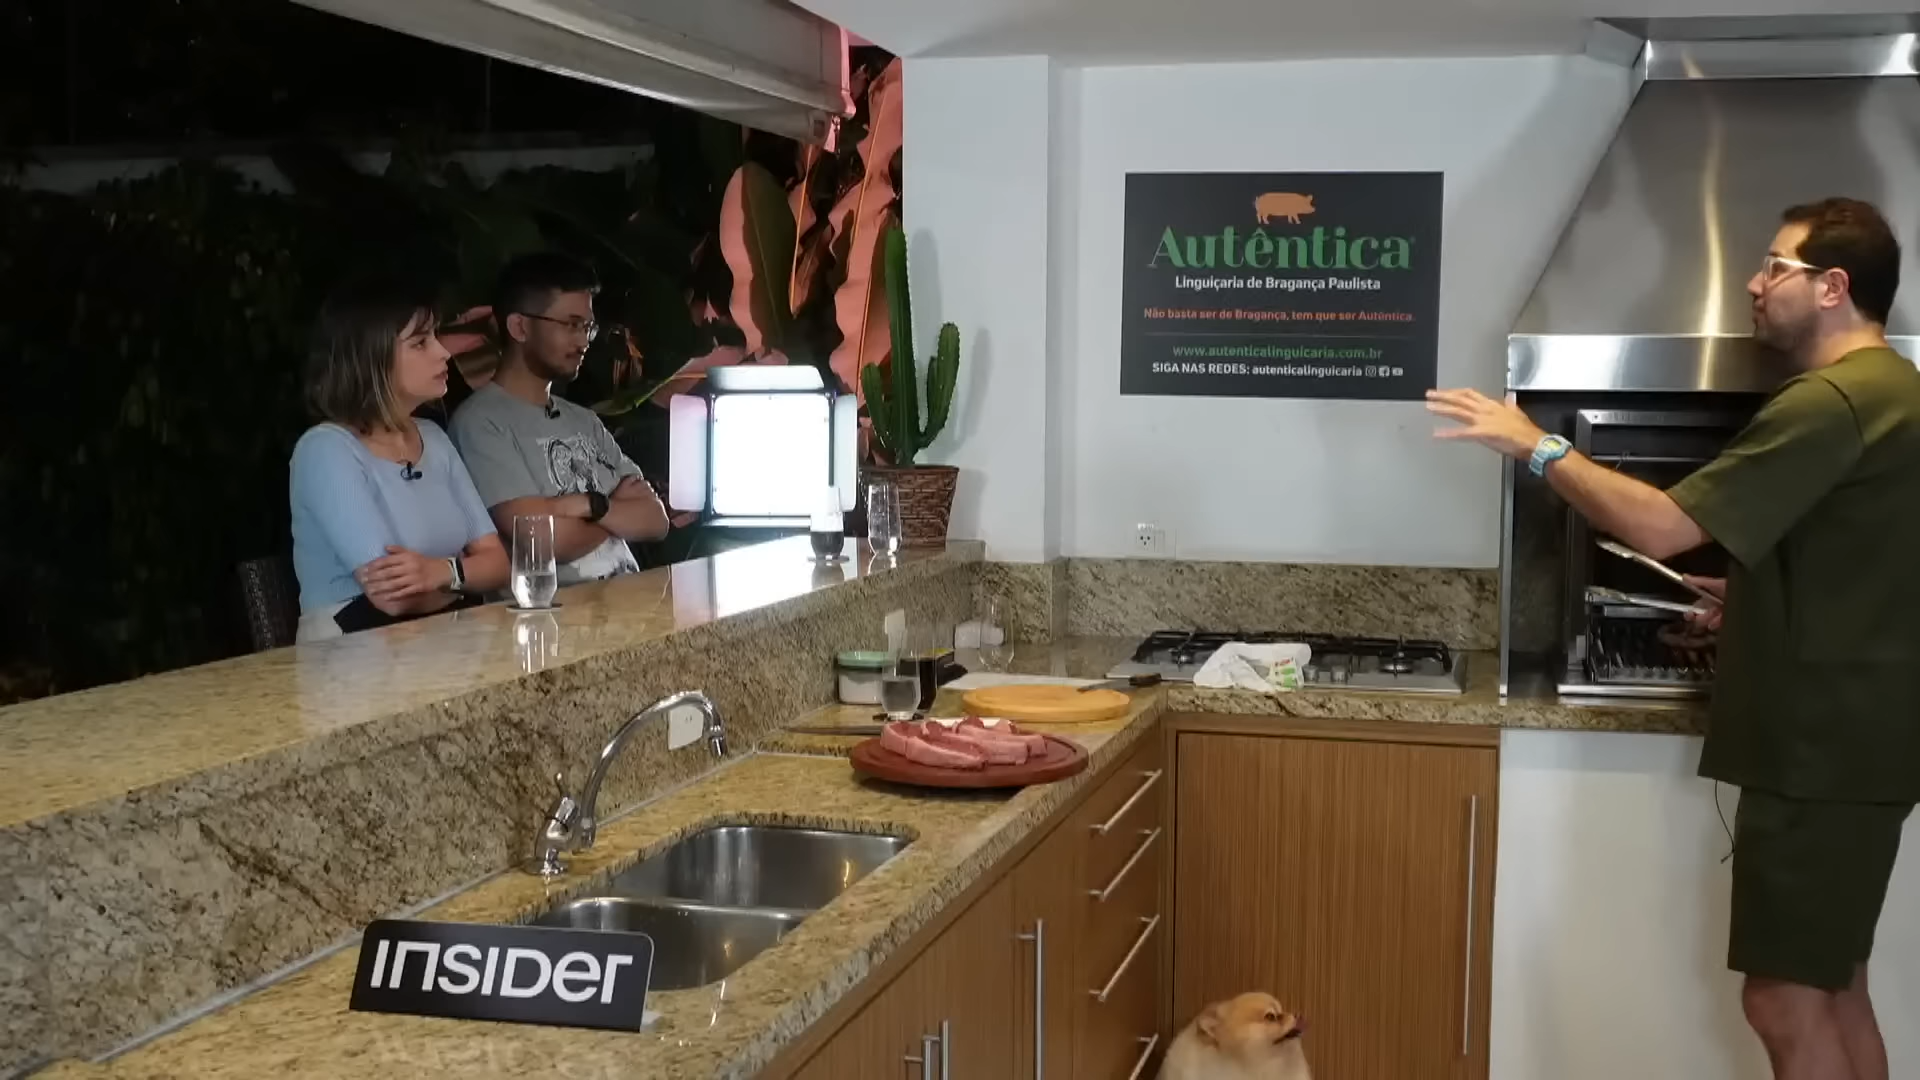 Autêntica
Linguiçaria de Bragança Paulista
Não basta ser de Bragança, tem que ser Autêntica.
www.autenticalinguicaria.com.br
SIGA NAS REDES: autenticalinguicaria
INSIDER